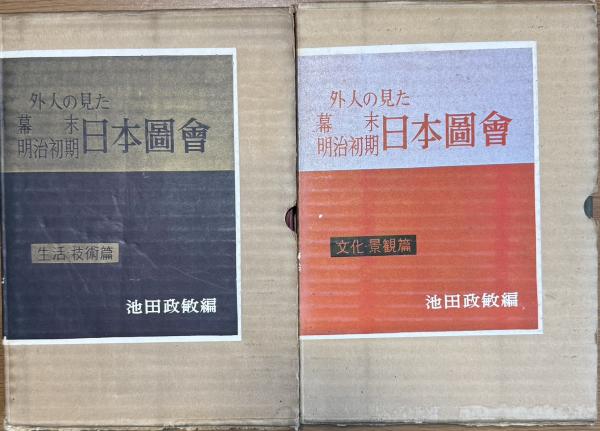 外人の見た
幕末
明治初期
日本圖會
生活・技術篇
池田政敏編
外人の見た
幕末
明治初期
日本圖會
文化・景観篇
池田政敏編